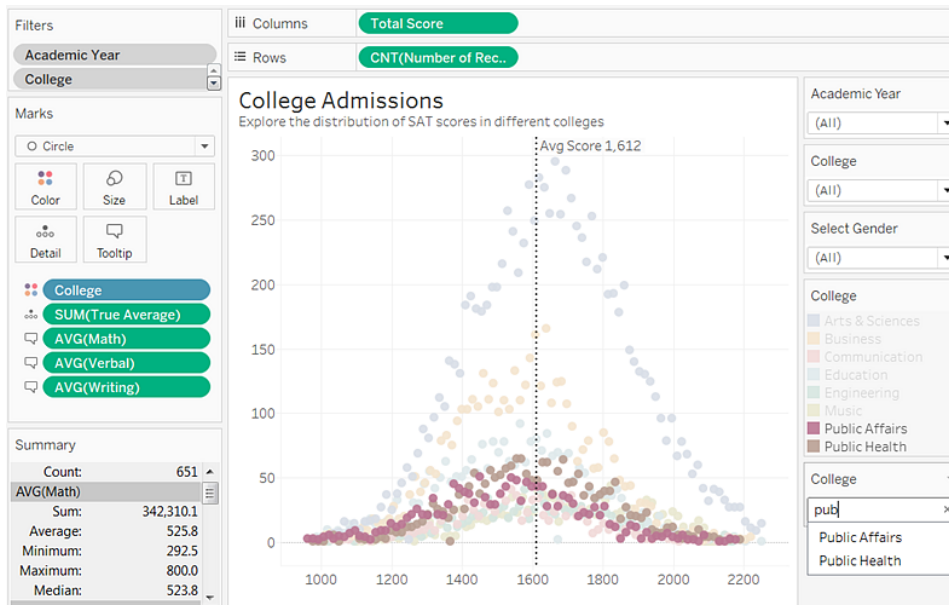 Filters
Academic Year
College
Marks
Circle
Color Size Label
Detail Tooltip
College
SUM(True Average)
AVG(Math)
AVG(Verbal)
AVG(Writing)
Summary
Count: 651
AVG(Math)
Sum: 342,310.1
Average: 525.8
Minimum: 292.5
Maximum: 800.0
Median: 523.8
Columns Total Score
Rows CNT(Number of Rec..
College Admissions
Explore the distribution of SAT scores in different colleges
Avg Score 1,612
300
250
200
150
100
50
0
1000 1200 1400 1600 1800 2000 2200
Academic Year
(All)
College
(All)
Select Gender
(All)
College
Arts & Sciences
Business
Communication
Education
Engineering
Music
Public Affairs
Public Health
College
pub
Public Affairs
Public Health